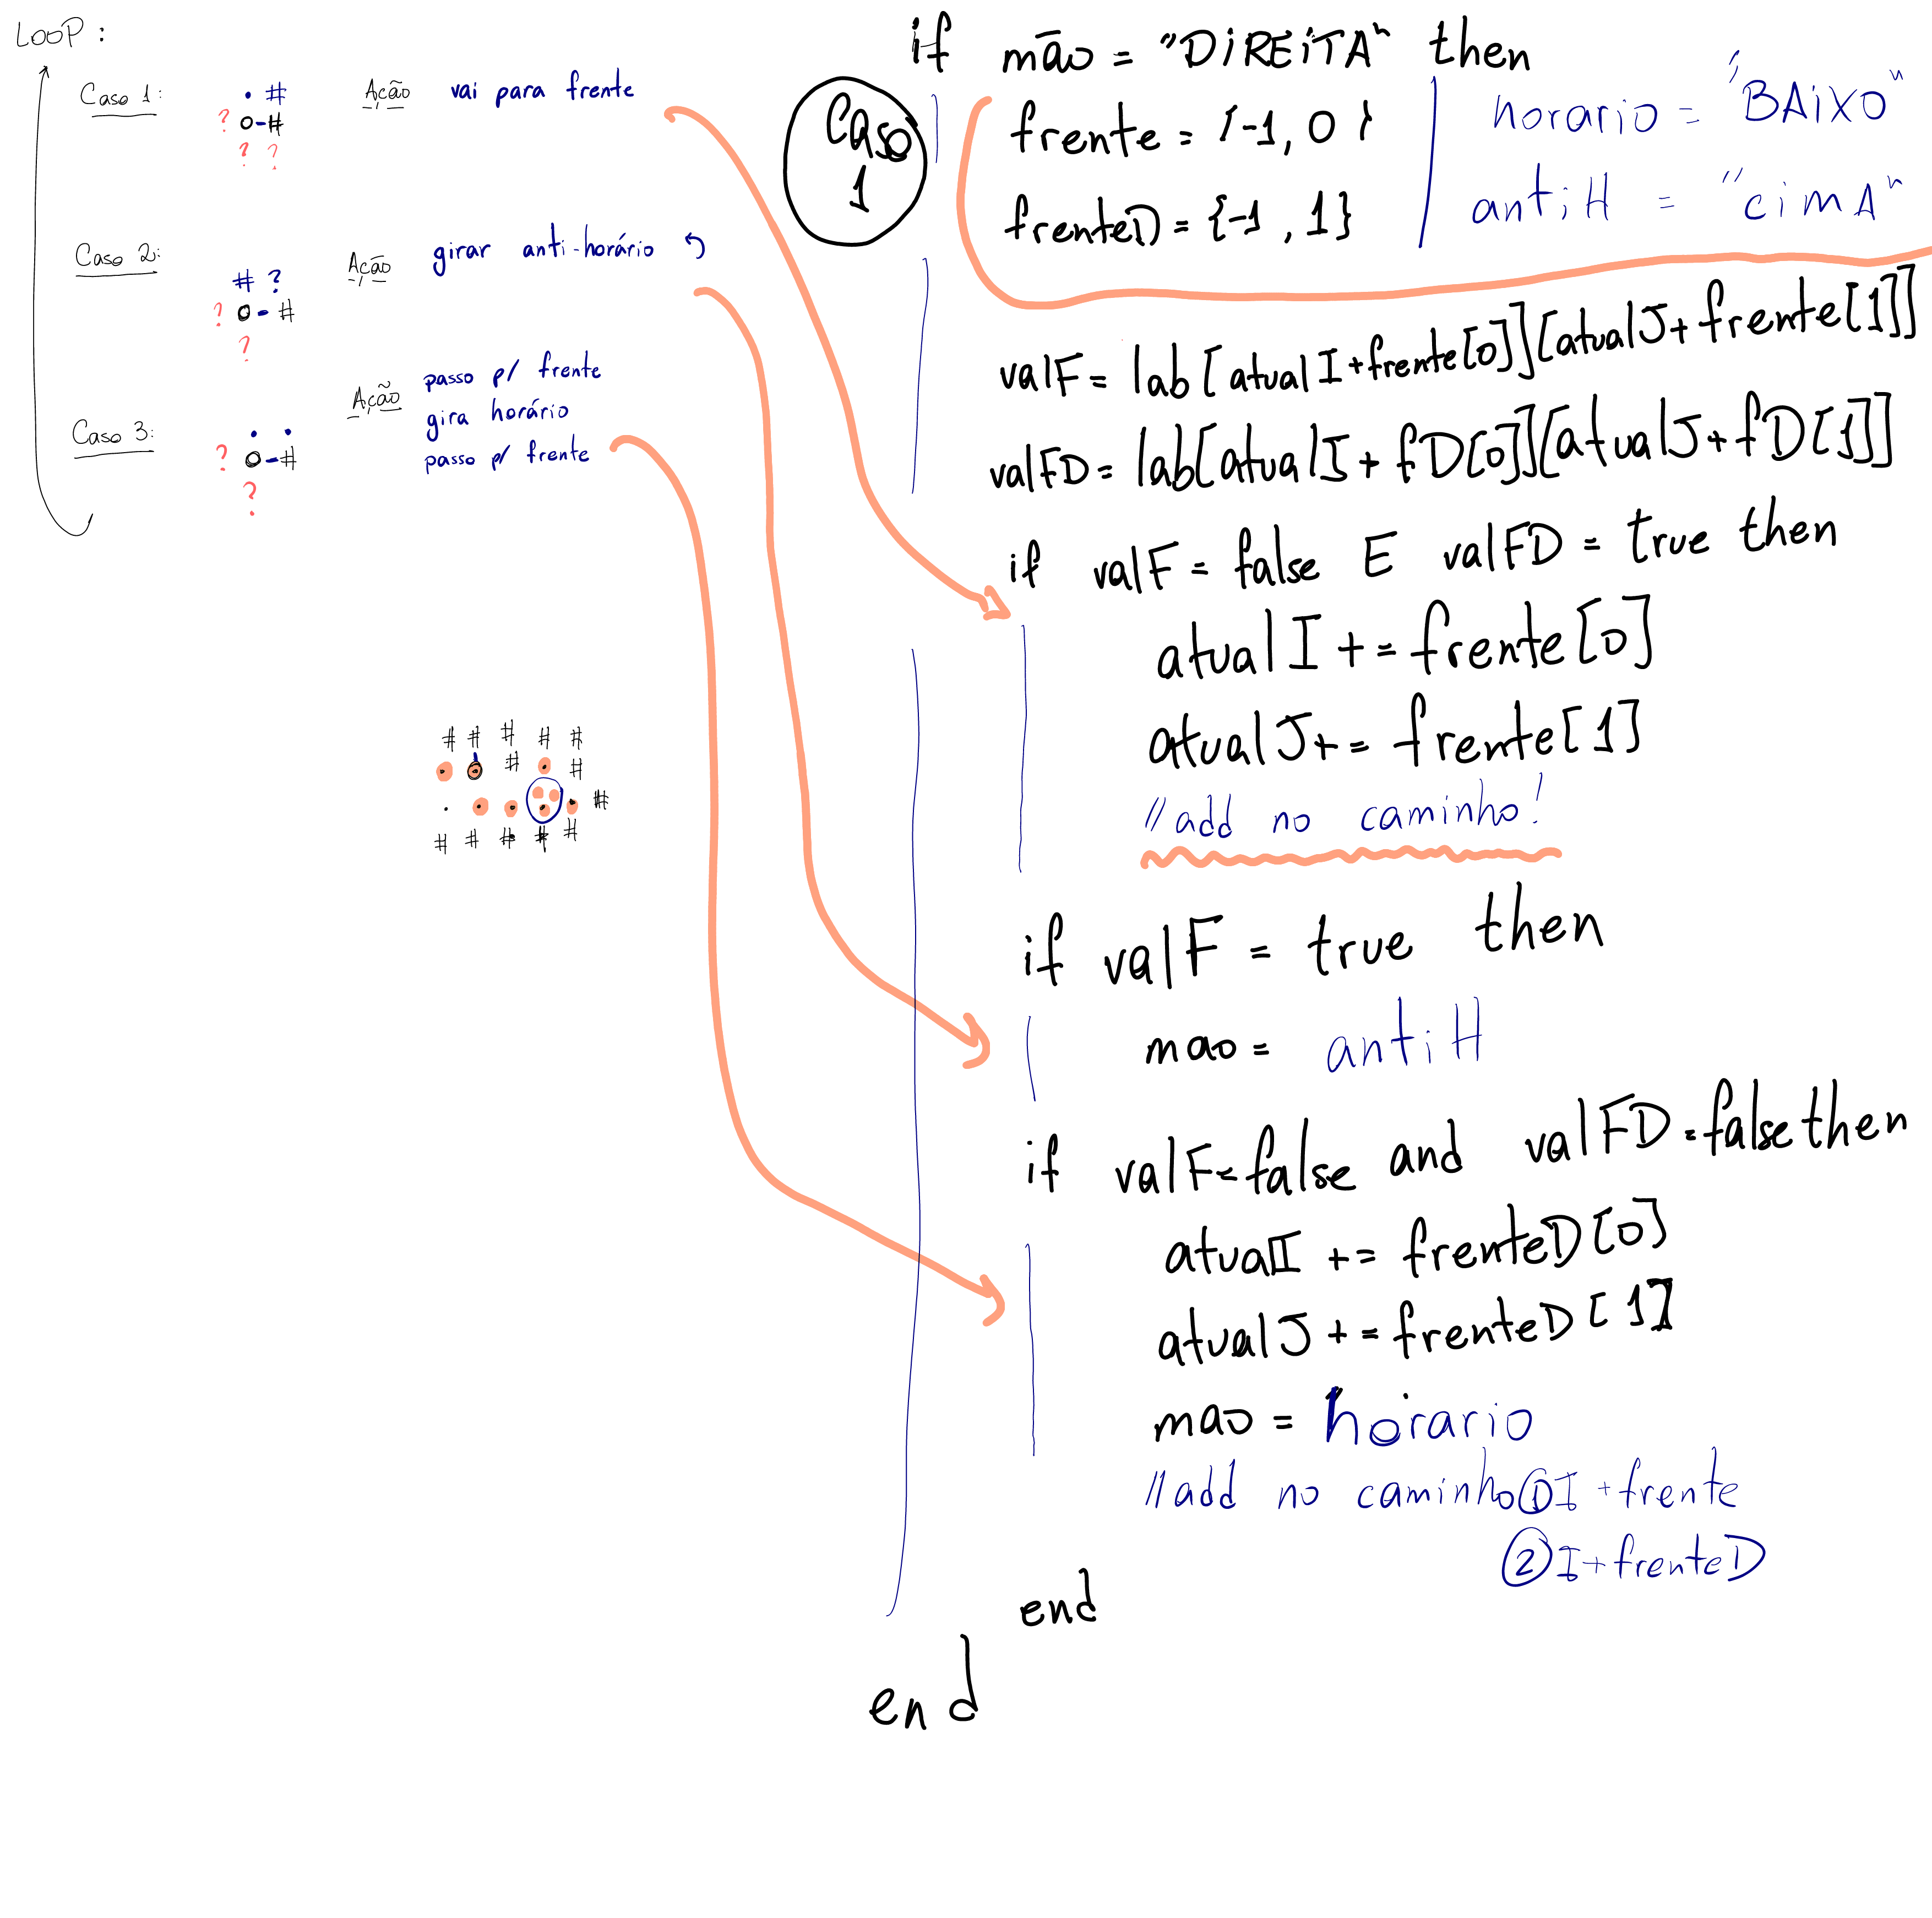 LOOP:
Caso 1:
. #
? o-#
? ?
Ação vai para frente
Caso 2:
# ?
? o-#
?
Ação girar anti-horário ↶
Caso 3:
. .
? o-#
?
Ação passo p/ frente
gira horário
passo p/ frente
# # # # #
. . # . #
. . . . . #
# # # # #
Caso
1
if mão = "DiREiTA" then
frente = {-1, 0}
frenteD = {-1, 1}
horario = "BAiXO"
antiH = "cimA"
valF = lab[atualI+frente[0]][atualJ+frente[1]]
valFD = lab[atualI+fD[0]][atualJ+fD[1]]
if valF = false E valFD = true then
atualI += frente[0]
atualJ += frente[1]
//add no caminho!
if valF = true then
mao = antiH
if valF=false and valFD=false then
atualI += frenteD[0]
atualJ += frenteD[1]
mao = horario
//add no caminho ① I+frente
② I+frenteD
end
end